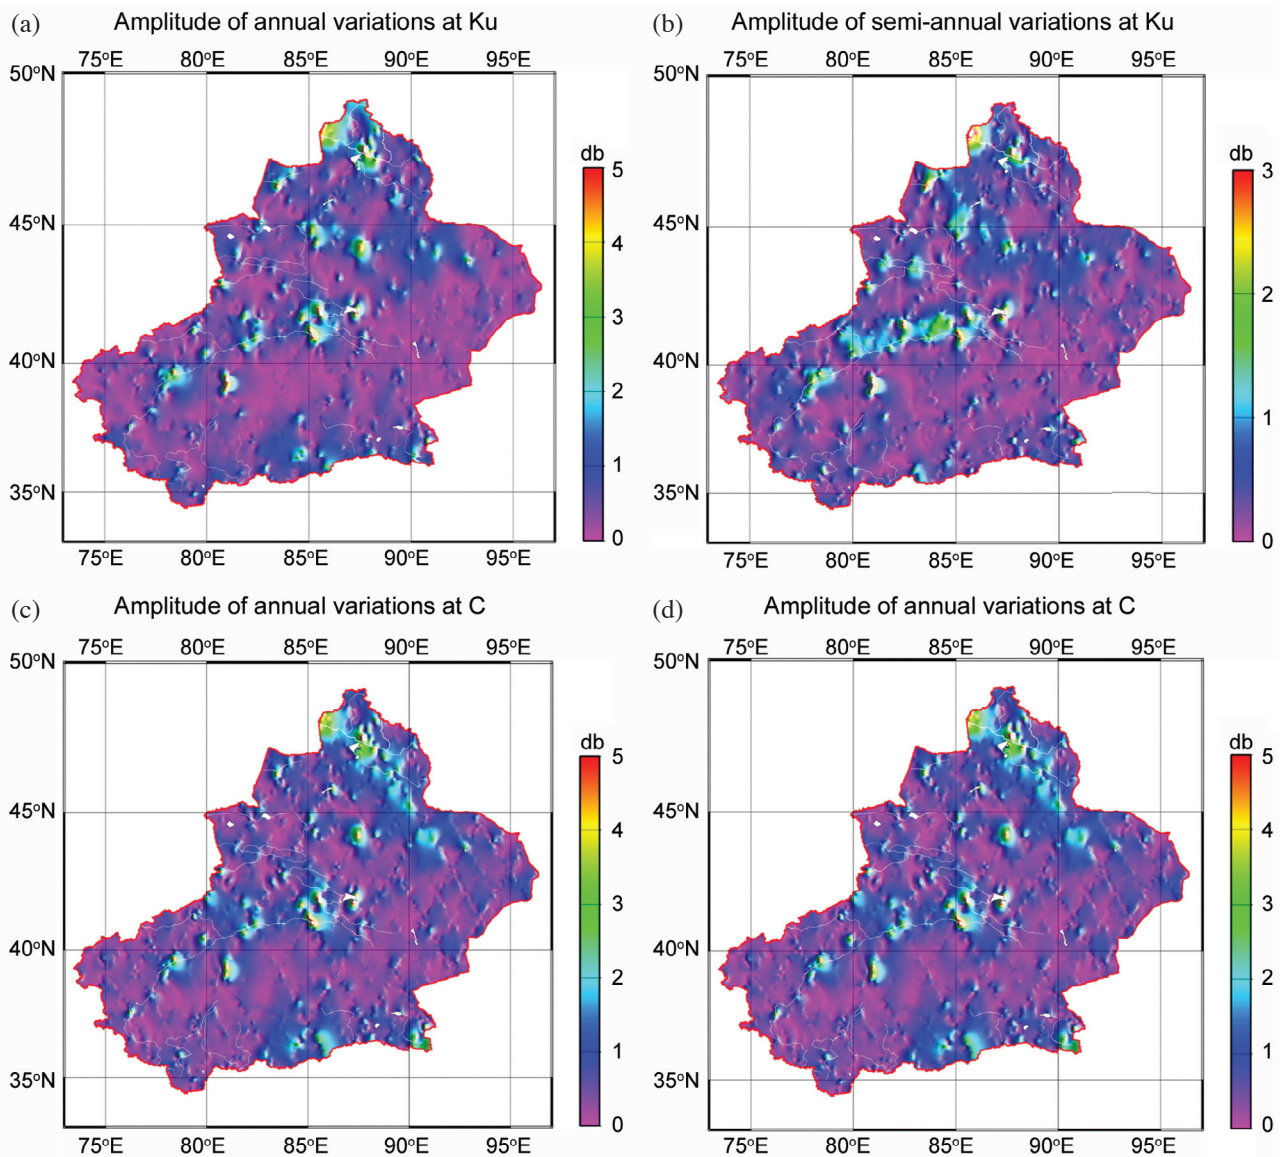 (a) Amplitude of annual variations at Ku
75°E 80°E 85°E 90°E 95°E
50°N
45°N
40°N
35°N
75°E 80°E 85°E 90°E 95°E
db
5
4
3
2
1
0
(b) Amplitude of semi-annual variations at Ku
75°E 80°E 85°E 90°E 95°E
50°N
45°N
40°N
35°N
75°E 80°E 85°E 90°E 95°E
db
3
2
1
0
(c) Amplitude of annual variations at C
75°E 80°E 85°E 90°E 95°E
50°N
45°N
40°N
35°N
75°E 80°E 85°E 90°E 95°E
db
5
4
3
2
1
0
(d) Amplitude of annual variations at C
75°E 80°E 85°E 90°E 95°E
50°N
45°N
40°N
35°N
75°E 80°E 85°E 90°E 95°E
db
5
4
3
2
1
0